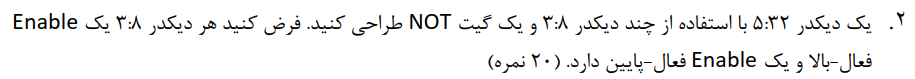 ۲. یک دیکدر ۵:۳۲ با استفاده از چند دیکدر ۳:۸ و یک گیت NOT طراحی کنید. فرض کنید هر دیکدر ۳:۸ یک Enable
فعال-بالا و یک Enable فعال-پایین دارد. (۲۰ نمره)